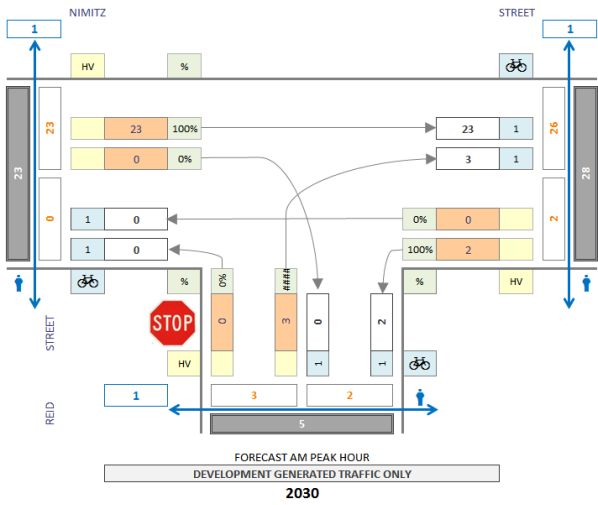 NIMITZ STREET
1 1
HV %
23 23 100% 23 1 26
0 0% 3 1
23 28
0 1 0 0% 0 2
1 0 100% 2
% 0% #### % HV
STREET STOP 0 3 0 2
HV 1 1
REID 1 3 2
5
FORECAST AM PEAK HOUR
DEVELOPMENT GENERATED TRAFFIC ONLY
2030